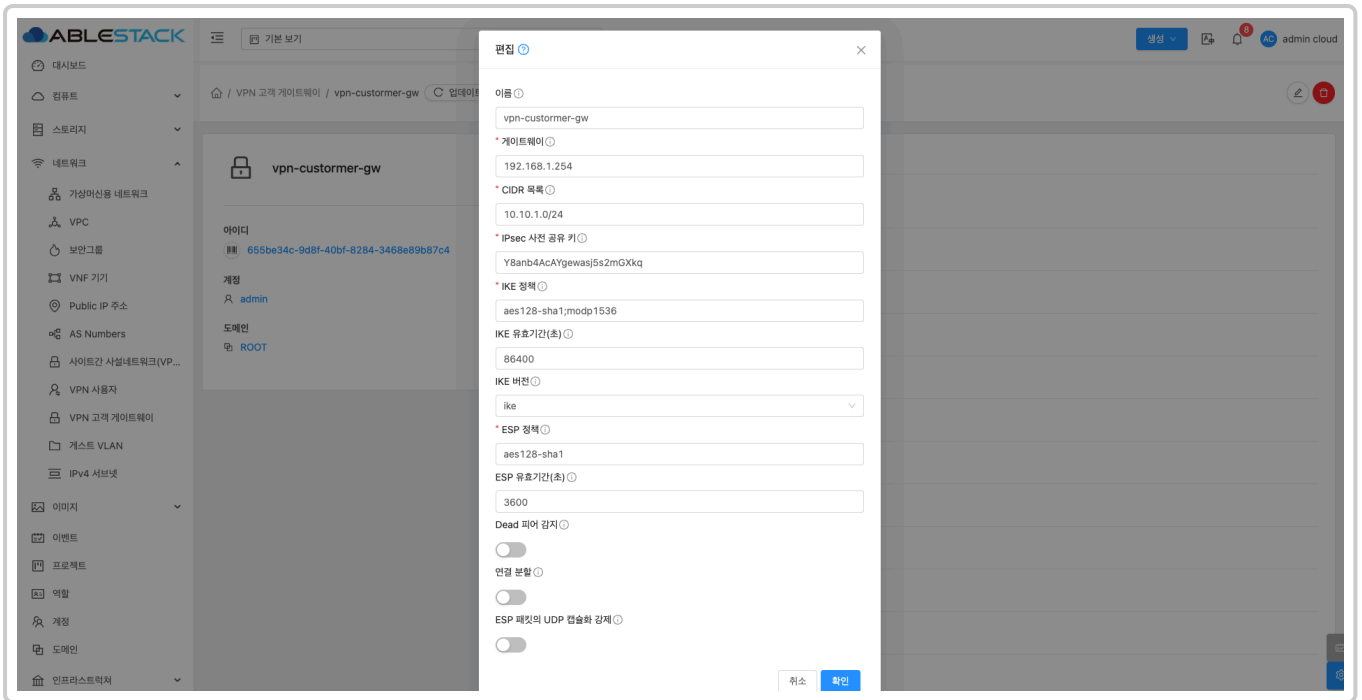 ABLESTACK
기본 보기
생성
8
AC
admin cloud
대시보드
컴퓨트
스토리지
네트워크
가상머신용 네트워크
VPC
보안그룹
VNF 기기
Public IP 주소
AS Numbers
사이트간 사설네트워크(VP...
VPN 사용자
VPN 고객 게이트웨이
게스트 VLAN
IPv4 서브넷
이미지
이벤트
프로젝트
역할
계정
도메인
인프라스트럭쳐
/ VPN 고객 게이트웨이 / vpn-custormer-gw
업데이트
vpn-custormer-gw
아이디
655be34c-9d8f-40bf-8284-3468e89b87c4
계정
admin
도메인
ROOT
편집
이름
vpn-custormer-gw
* 게이트웨이
192.168.1.254
* CIDR 목록
10.10.1.0/24
* IPsec 사전 공유 키
Y8anb4AcAYgewasj5s2mGXkq
* IKE 정책
aes128-sha1;modp1536
IKE 유효기간(초)
86400
IKE 버전
ike
* ESP 정책
aes128-sha1
ESP 유효기간(초)
3600
Dead 피어 감지
연결 분할
ESP 패킷의 UDP 캡슐화 강제
취소
확인